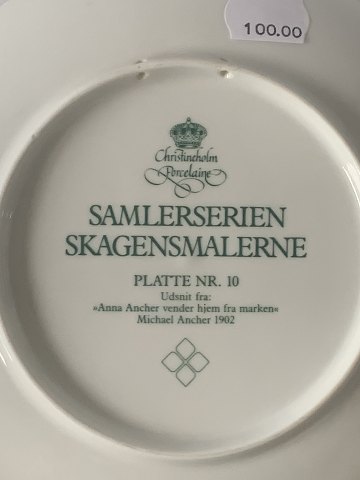 100.00
Christineholm
Porcelaine
SAMLERSERIEN
SKAGENSMALERNE
PLATTE NR. 10
Udsnit fra:
»Anna Ancher vender hjem fra marken«
Michael Ancher 1902